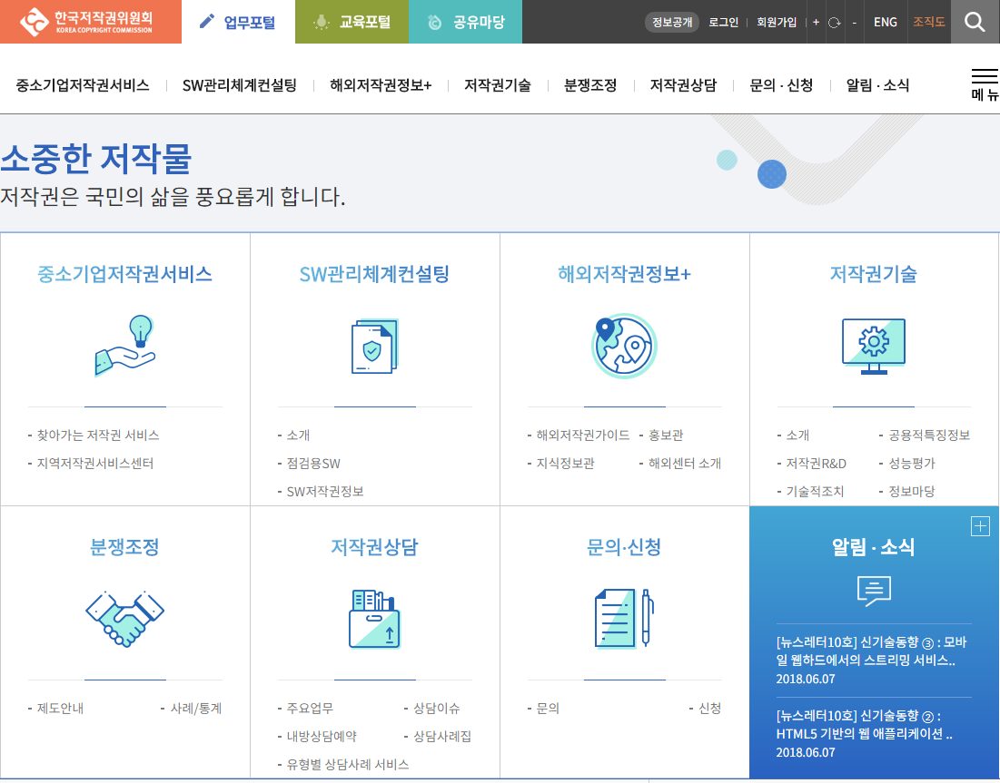 한국저작권위원회
KOREA COPYRIGHT COMMISSION
업무포털
교육포털
공유마당
정보공개 로그인 회원가입 + - ENG 조직도
중소기업저작권서비스 SW관리체계컨설팅 해외저작권정보+ 저작권기술 분쟁조정 저작권상담 문의 · 신청 알림 · 소식
메 뉴
소중한 저작물
저작권은 국민의 삶을 풍요롭게 합니다.
중소기업저작권서비스
- 찾아가는 저작권 서비스
- 지역저작권서비스센터
SW관리체계컨설팅
- 소개
- 점검용SW
- SW저작권정보
해외저작권정보+
- 해외저작권가이드 - 홍보관
- 지식정보관 - 해외센터 소개
저작권기술
- 소개 - 공용적특징정보
- 저작권R&D - 성능평가
- 기술적조치 - 정보마당
분쟁조정
- 제도안내 - 사례/통계
저작권상담
- 주요업무 - 상담이슈
- 내방상담예약 - 상담사례집
- 유형별 상담사례 서비스
문의·신청
- 문의 - 신청
알림 · 소식
[뉴스레터10호] 신기술동향 ③ : 모바
일 웹하드에서의 스트리밍 서비스..
2018.06.07
[뉴스레터10호] 신기술동향 ② :
HTML5 기반의 웹 애플리케이션 ..
2018.06.07